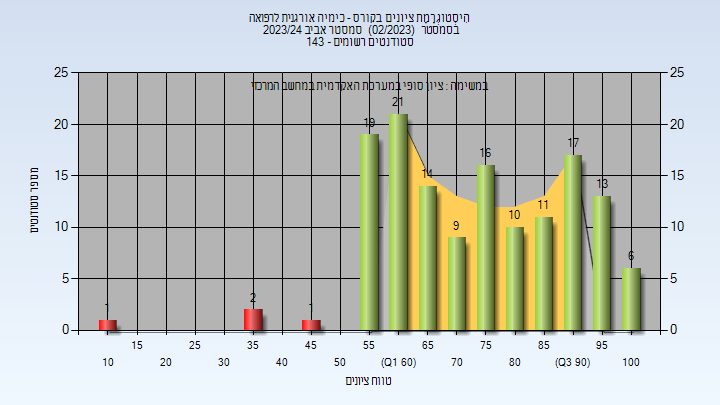 היסטוגרמת ציונים בקורס - כימיה אורגנית לרפואה
בסמסטר (02/2023) סמסטר אביב 2023/24
סטודנטים רשומים - 143
במשימה : ציון סופי במערכת האקדמית במחשב המרכזי
25 25
20 20
15 15
10 10
5 5
0 0
מספר סטודנטים
1 2 1 19 21 14 9 16 10 11 17 13 6
15 25 35 45 55 65 75 85 95
10 20 30 40 50 (Q1 60) 70 80 (Q3 90) 100
טווח ציונים